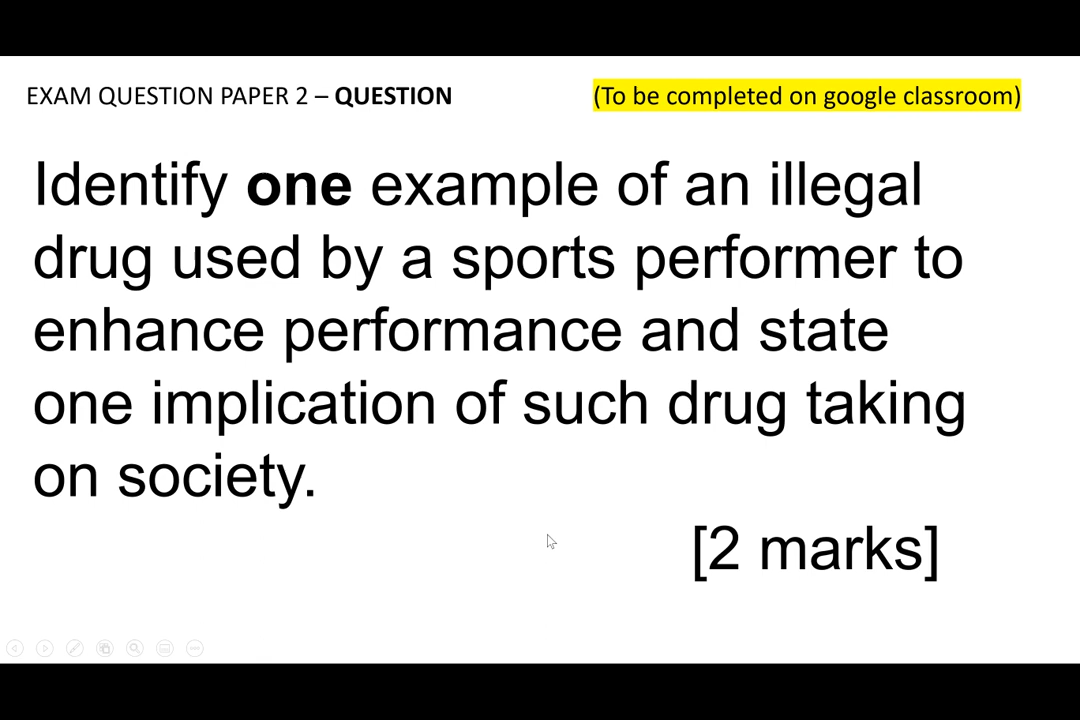 EXAM QUESTION PAPER 2 – QUESTION
(To be completed on google classroom)
Identify one example of an illegal
drug used by a sports performer to
enhance performance and state
one implication of such drug taking
on society.
[2 marks]